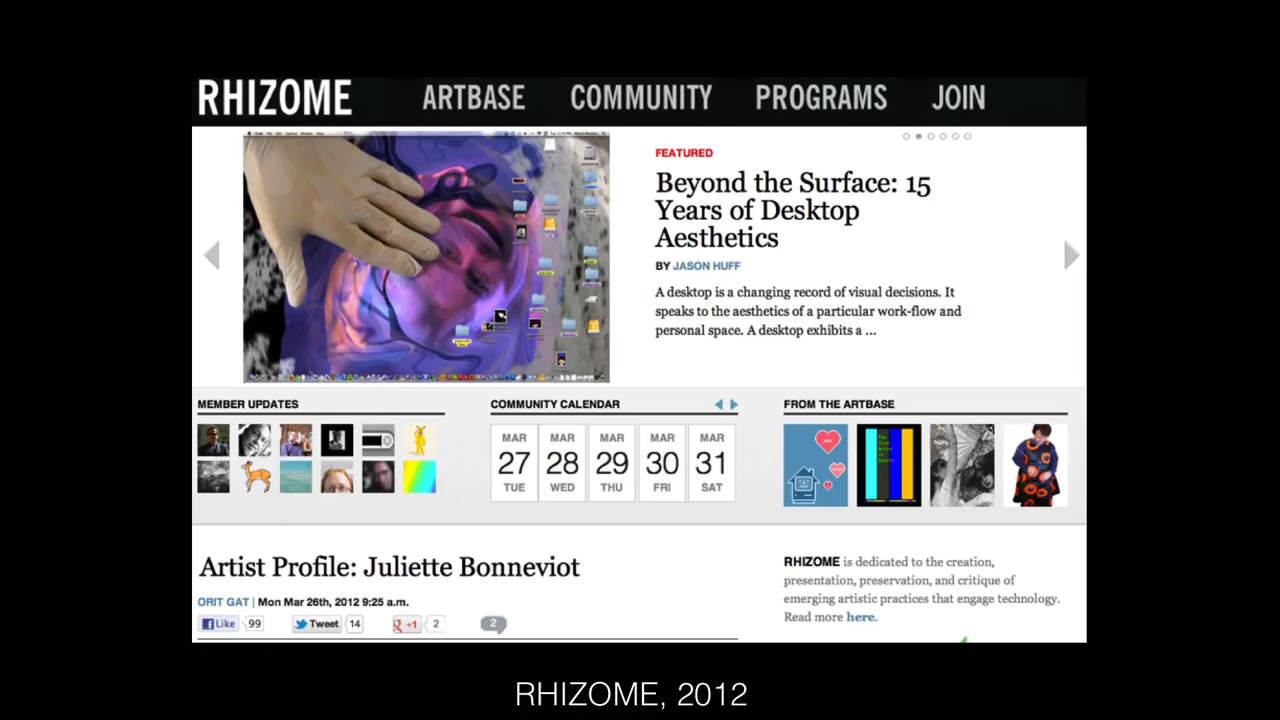 RHIZOME ARTBASE COMMUNITY PROGRAMS JOIN
FEATURED
Beyond the Surface: 15
Years of Desktop
Aesthetics
BY JASON HUFF
A desktop is a changing record of visual decisions. It
speaks to the aesthetics of a particular work-flow and
personal space. A desktop exhibits a ...
MEMBER UPDATES
COMMUNITY CALENDAR
MAR MAR MAR MAR MAR
27 28 29 30 31
TUE WED THU FRI SAT
FROM THE ARTBASE
Artist Profile: Juliette Bonneviot
ORIT GAT | Mon Mar 26th, 2012 9:25 a.m.
Like 99 Tweet 14 g +1 2 2
RHIZOME is dedicated to the creation,
presentation, preservation, and critique of
emerging artistic practices that engage technology.
Read more here.
RHIZOME, 2012